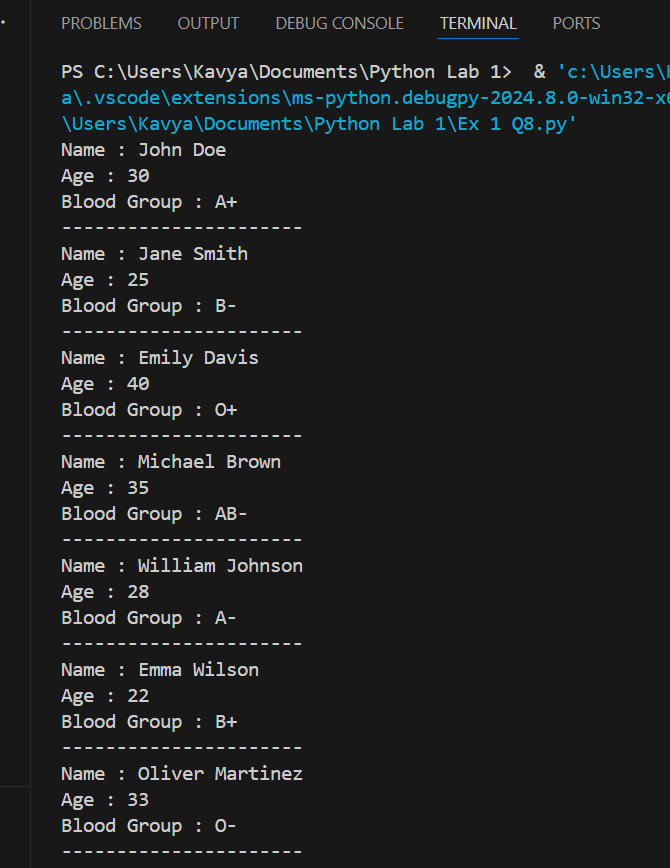 PROBLEMS OUTPUT DEBUG CONSOLE TERMINAL PORTS
PS C:\Users\Kavya\Documents\Python Lab 1> & 'c:\Users\
a\.vscode\extensions\ms-python.debugpy-2024.8.0-win32-x
\Users\Kavya\Documents\Python Lab 1\Ex 1 Q8.py'
Name : John Doe
Age : 30
Blood Group : A+
----------------------
Name : Jane Smith
Age : 25
Blood Group : B-
----------------------
Name : Emily Davis
Age : 40
Blood Group : O+
----------------------
Name : Michael Brown
Age : 35
Blood Group : AB-
----------------------
Name : William Johnson
Age : 28
Blood Group : A-
----------------------
Name : Emma Wilson
Age : 22
Blood Group : B+
----------------------
Name : Oliver Martinez
Age : 33
Blood Group : O-
----------------------